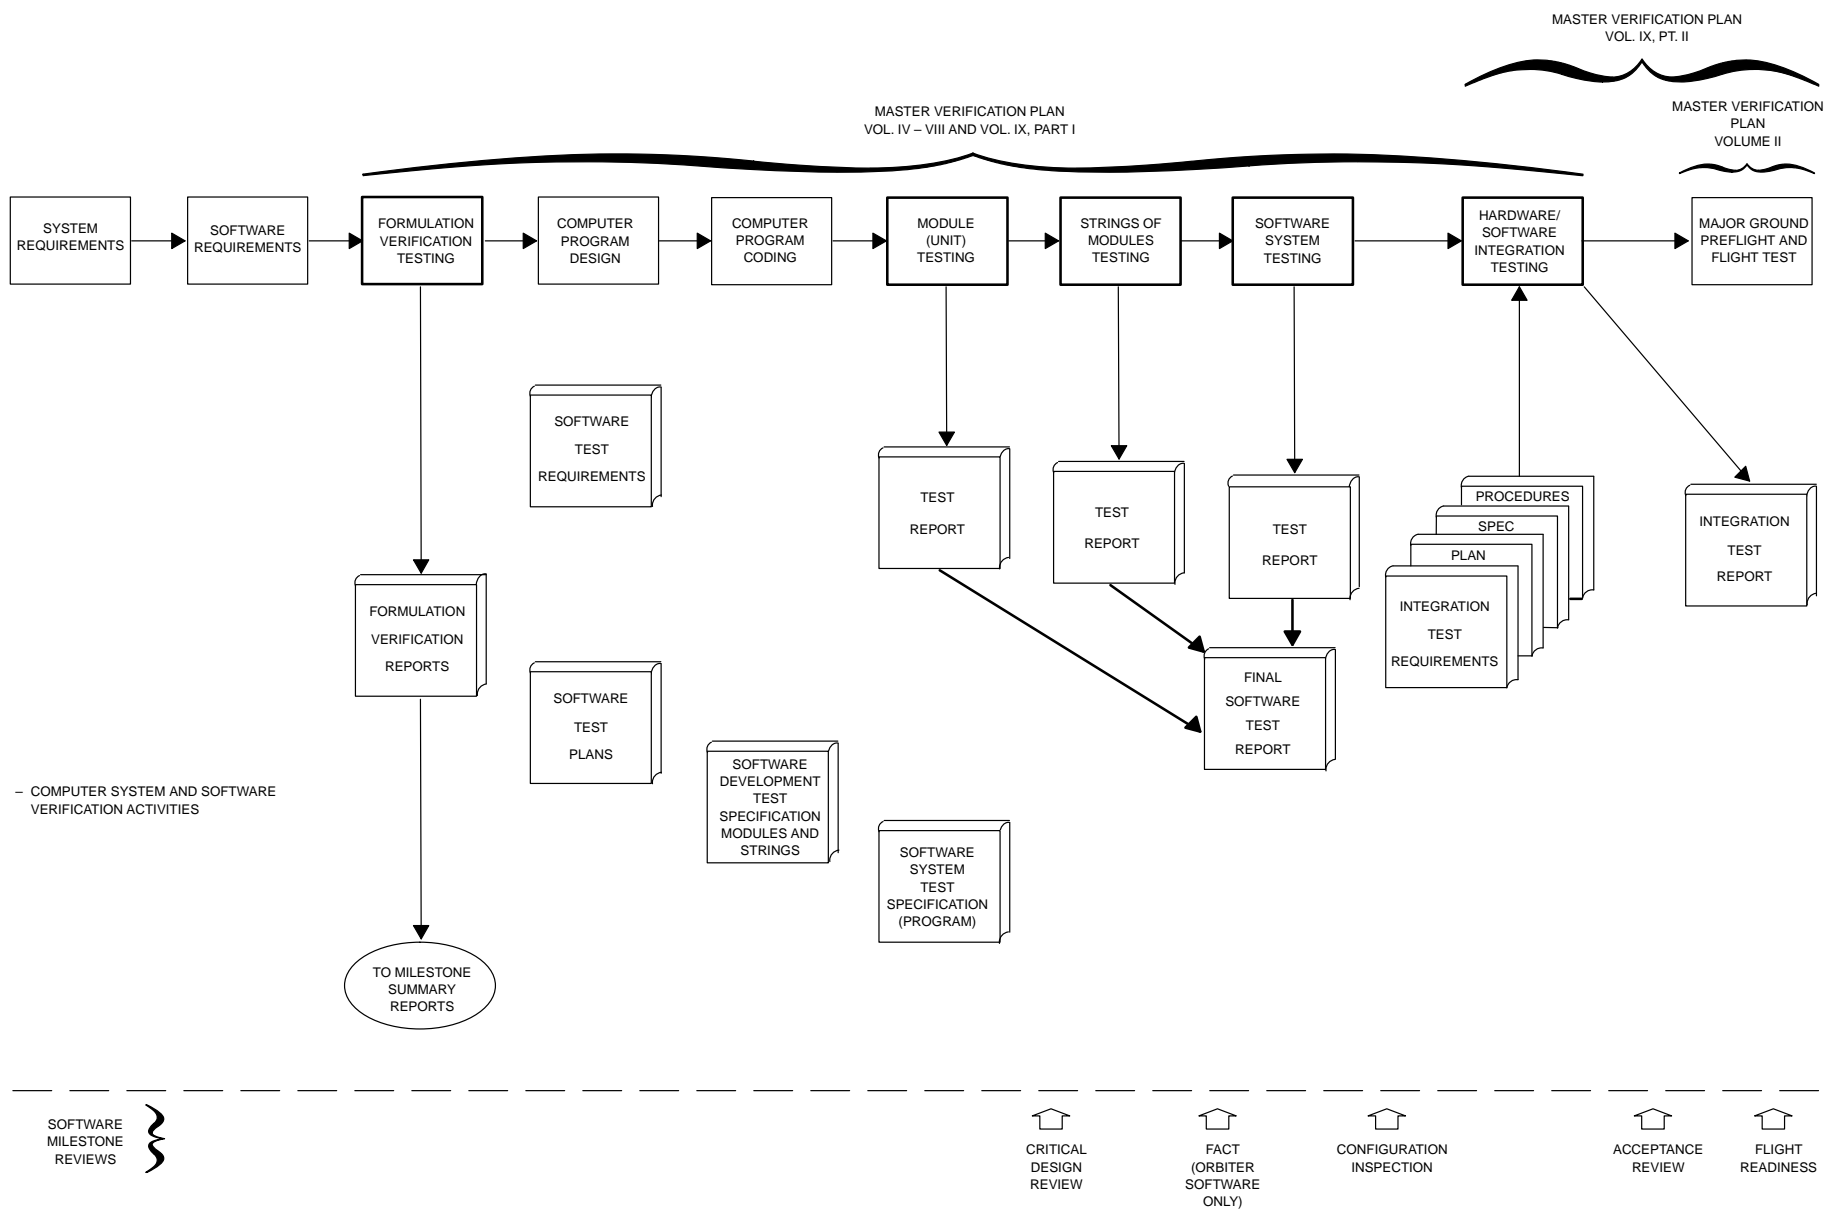 MASTER VERIFICATION PLAN
VOL. IX, PT. II
MASTER VERIFICATION PLAN
VOL. IV – VIII AND VOL. IX, PART I
MASTER VERIFICATION
PLAN
VOLUME II
SYSTEM
REQUIREMENTS
SOFTWARE
REQUIREMENTS
FORMULATION
VERIFICATION
TESTING
COMPUTER
PROGRAM
DESIGN
COMPUTER
PROGRAM
CODING
MODULE
(UNIT)
TESTING
STRINGS OF
MODULES
TESTING
SOFTWARE
SYSTEM
TESTING
HARDWARE/
SOFTWARE
INTEGRATION
TESTING
MAJOR GROUND
PREFLIGHT AND
FLIGHT TEST
SOFTWARE
TEST
REQUIREMENTS
TEST
REPORT
TEST
REPORT
TEST
REPORT
PROCEDURES
SPEC
PLAN
INTEGRATION
TEST
REQUIREMENTS
INTEGRATION
TEST
REPORT
FORMULATION
VERIFICATION
REPORTS
SOFTWARE
TEST
PLANS
FINAL
SOFTWARE
TEST
REPORT
SOFTWARE
DEVELOPMENT
TEST
SPECIFICATION
MODULES AND
STRINGS
– COMPUTER SYSTEM AND SOFTWARE
VERIFICATION ACTIVITIES
SOFTWARE
SYSTEM
TEST
SPECIFICATION
(PROGRAM)
TO MILESTONE
SUMMARY
REPORTS
SOFTWARE
MILESTONE
REVIEWS
CRITICAL
DESIGN
REVIEW
FACT
(ORBITER
SOFTWARE
ONLY)
CONFIGURATION
INSPECTION
ACCEPTANCE
REVIEW
FLIGHT
READINESS